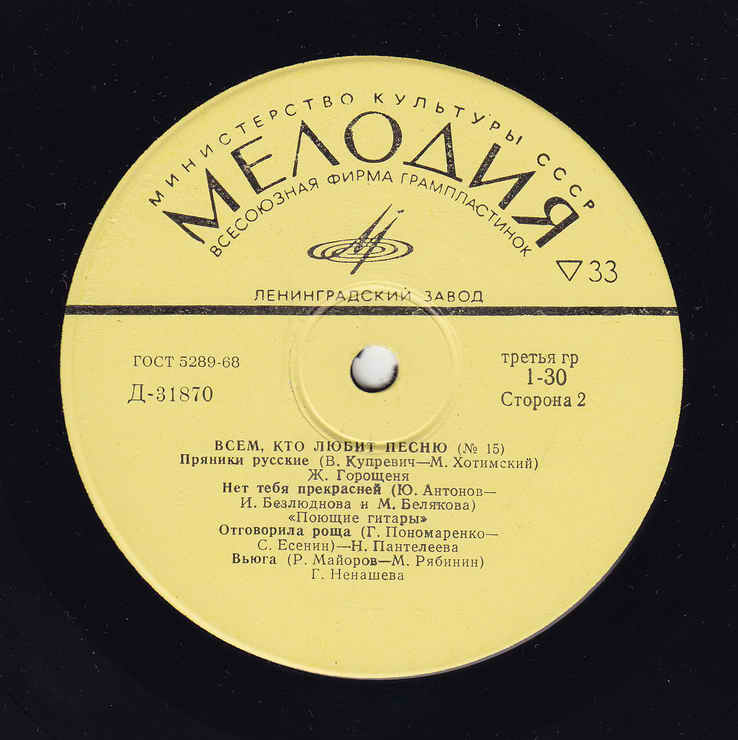 МИНИСТЕРСТВО КУЛЬТУРЫ СССР
МЕЛОДИЯ
ВСЕСОЮЗНАЯ ФИРМА ГРАМПЛАСТИНОК
▽33
ЛЕНИНГРАДСКИЙ ЗАВОД
ГОСТ 5289-68
Д-31870
третья гр
1-30
Сторона 2
ВСЕМ, КТО ЛЮБИТ ПЕСНЮ (№ 15)
Пряники русские (В. Купревич—М. Хотимский)
Ж. Горощеня
Нет тебя прекрасней (Ю. Антонов—
И. Безлюднова и М. Белякова)
«Поющие гитары»
Отговорила роща (Г. Пономаренко—
С. Есенин)—Н. Пантелеева
Вьюга (Р. Майоров—М. Рябинин)
Г. Ненашева